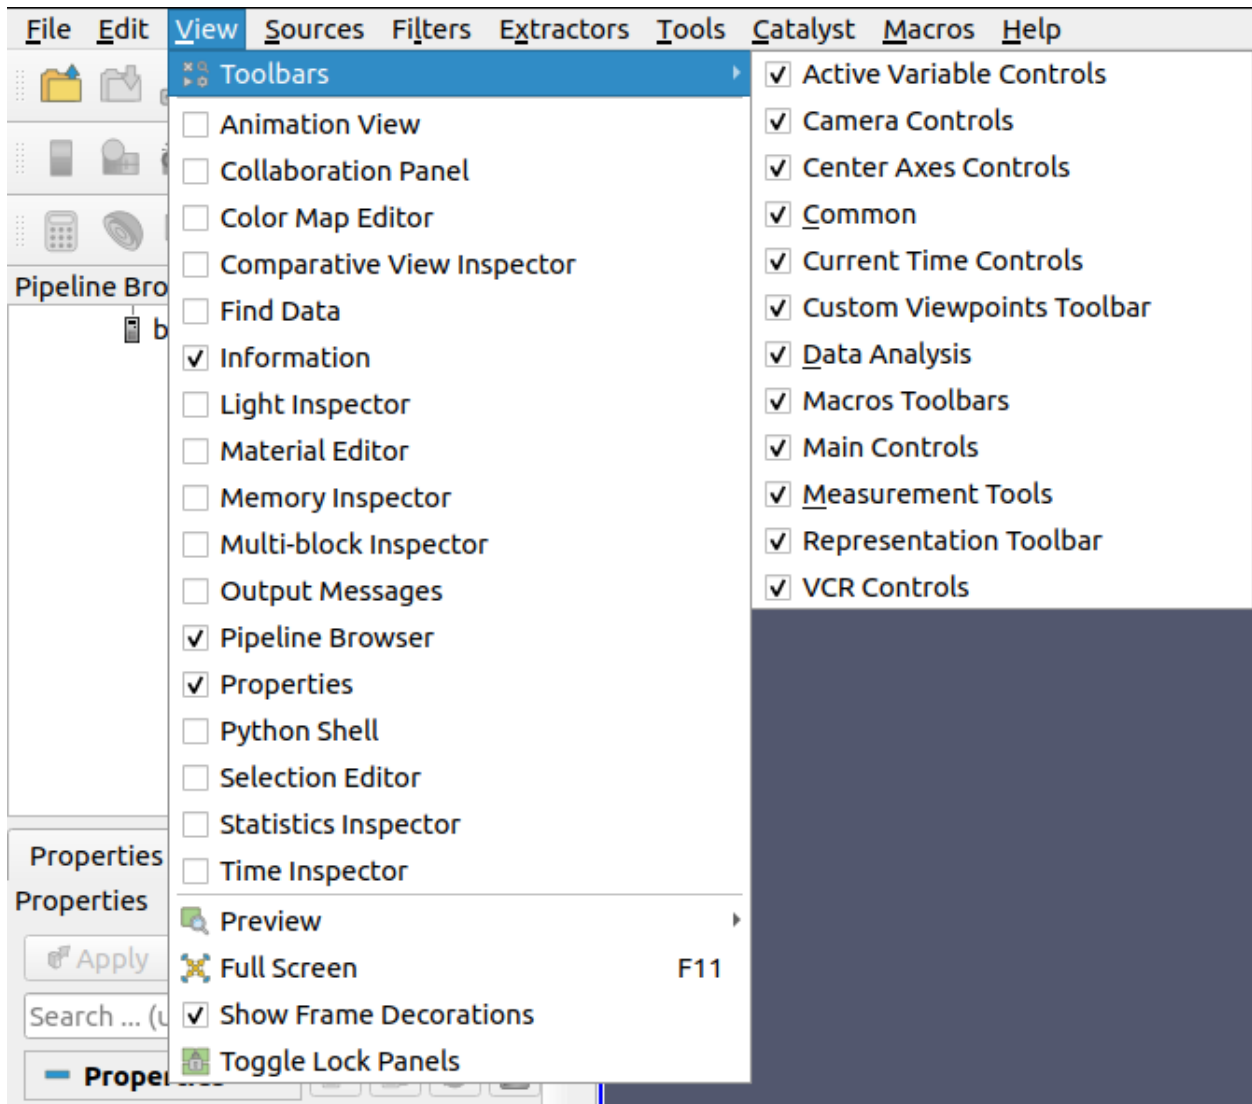 File Edit View Sources Filters Extractors Tools Catalyst Macros Help
Toolbars
Animation View
Collaboration Panel
Color Map Editor
Comparative View Inspector
Find Data
Information
Light Inspector
Material Editor
Memory Inspector
Multi-block Inspector
Output Messages
Pipeline Browser
Properties
Python Shell
Selection Editor
Statistics Inspector
Time Inspector
Preview
Full Screen F11
Show Frame Decorations
Toggle Lock Panels
Active Variable Controls
Camera Controls
Center Axes Controls
Common
Current Time Controls
Custom Viewpoints Toolbar
Data Analysis
Macros Toolbars
Main Controls
Measurement Tools
Representation Toolbar
VCR Controls
Pipeline Bro
b
Properties
Properties
Apply
Search ... (u